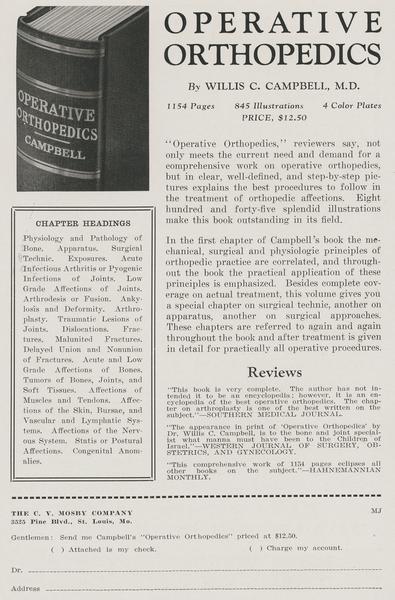 OPERATIVE
ORTHOPEDICS
CAMPBELL
OPERATIVE
ORTHOPEDICS
By WILLIS C. CAMPBELL, M.D.
1154 Pages 845 Illustrations 4 Color Plates
PRICE, $12.50
"Operative Orthopedics," reviewers say, not
only meets the current need and demand for a
comprehensive work on operative orthopedics,
but in clear, well-defined, and step-by-step pic-
tures explains the best procedures to follow in
the treatment of orthopedic affections. Eight
hundred and forty-five splendid illustrations
make this book outstanding in its field.
In the first chapter of Campbell's book the me-
chanical, surgical and physiologic principles of
orthopedic practice are correlated, and through-
out the book the practical application of these
principles is emphasized. Besides complete cov-
erage on actual treatment, this volume gives you
a special chapter on surgical technic, another on
apparatus, another on surgical approaches.
These chapters are referred to again and again
throughout the book and after treatment is given
in detail for practically all operative procedures.
CHAPTER HEADINGS
Physiology and Pathology of
Bone. Apparatus. Surgical
Technic. Exposures. Acute
Infectious Arthritis or Pyogenic
Infections of Joints. Low
Grade Affections of Joints.
Arthrodesis or Fusion. Anky-
losis and Deformity. Arthro-
plasty. Traumatic Lesions of
Joints. Dislocations. Frac-
tures, Malunited Fractures.
Delayed Union and Nonunion
of Fractures. Acute and Low
Grade Affections of Bones.
Tumors of Bones, Joints, and
Soft Tissues. Affections of
Muscles and Tendons. Affec-
tions of the Skin, Bursae, and
Vascular and Lymphatic Sys-
tems. Affections of the Nerv-
ous System. Static or Postural
Affections. Congenital Anom-
alies.
Reviews
"This book is very complete. The author has not in-
tended it to be an encyclopedia; however, it is an en-
cyclopedia of the best operative orthopedics. The chap-
ter on arthroplasty is one of the best written on the
subject."—SOUTHERN MEDICAL JOURNAL.
"The appearance in print of 'Operative Orthopedics' by
Dr. Willis C. Campbell, is to the bone and joint special-
ist what manna must have been to the Children of
Israel."—WESTERN JOURNAL OF SURGERY, OB-
STETRICS, AND GYNECOLOGY.
"This comprehensive work of 1154 pages eclipses all
other books on the subject."—HAHNEMANNIAN
MONTHLY.
THE C. V. MOSBY COMPANY MJ
3525 Pine Blvd., St. Louis, Mo.
Gentlemen: Send me Campbell's "Operative Orthopedics" priced at $12.50.
( ) Attached is my check. ( ) Charge my account.
Dr.
Address